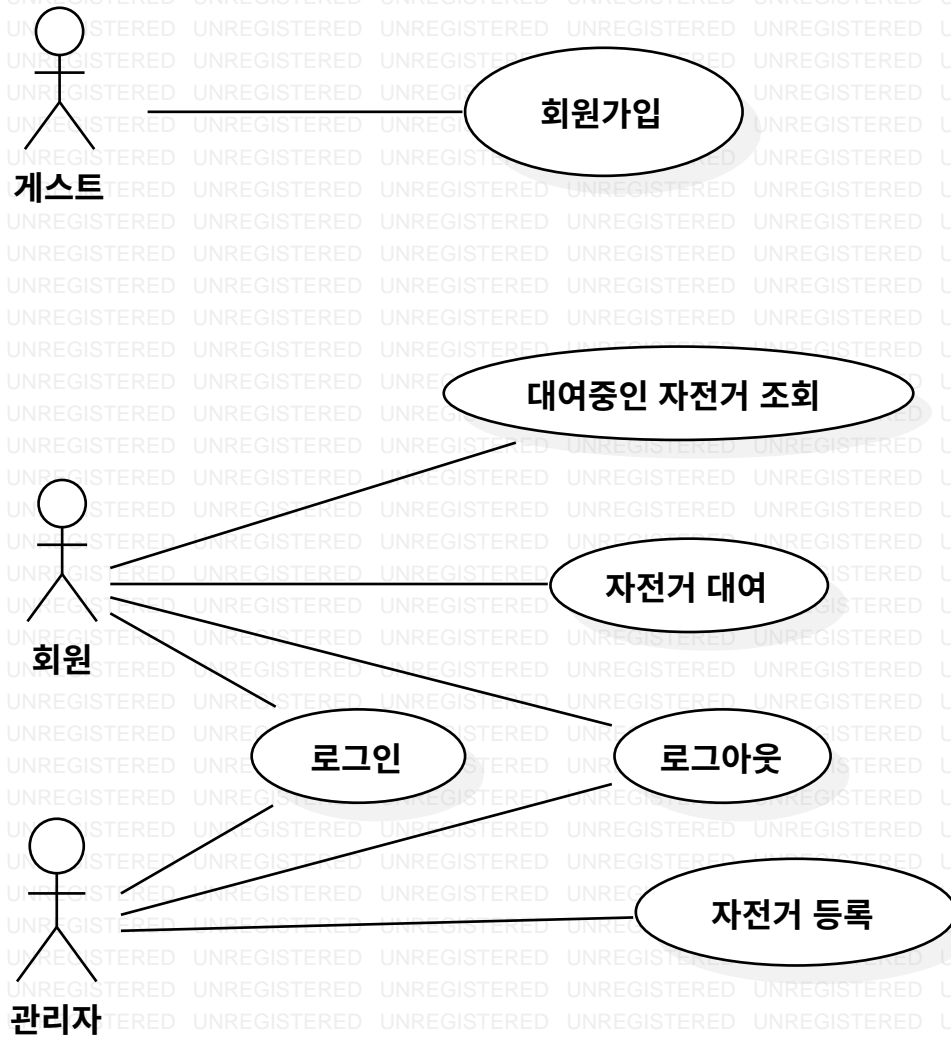 회원가입
게스트
대여중인 자전거 조회
자전거 대여
회원
로그인
로그아웃
자전거 등록
관리자
UNREGISTERED